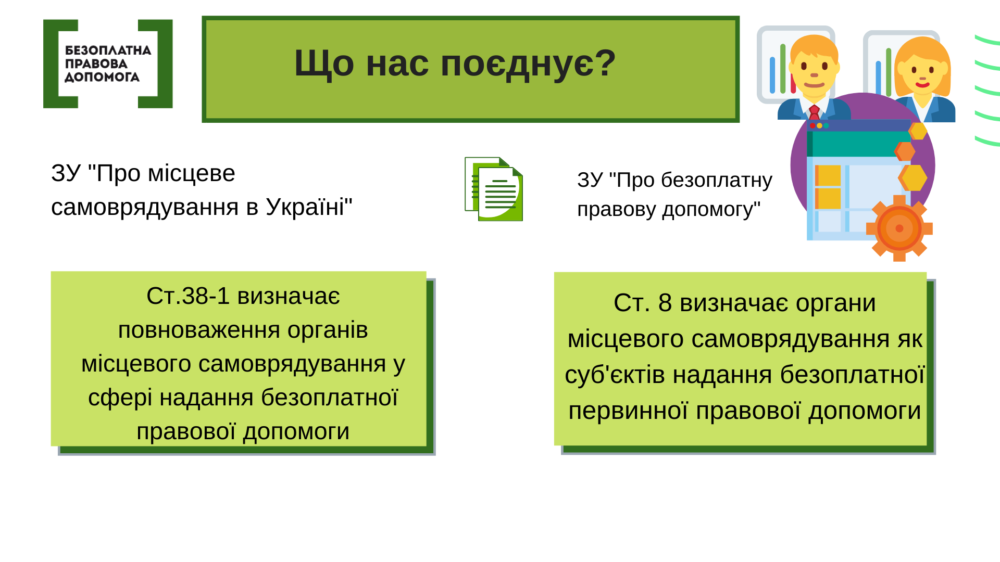 БЕЗОПЛАТНА
ПРАВОВА
ДОПОМОГА
Що нас поєднує?
ЗУ "Про місцеве
самоврядування в Україні"
ЗУ "Про безоплатну
правову допомогу"
Ст.38-1 визначає
повноваження органів
місцевого самоврядування у
сфері надання безоплатної
правової допомоги
Ст. 8 визначає органи
місцевого самоврядування як
суб'єктів надання безоплатної
первинної правової допомоги